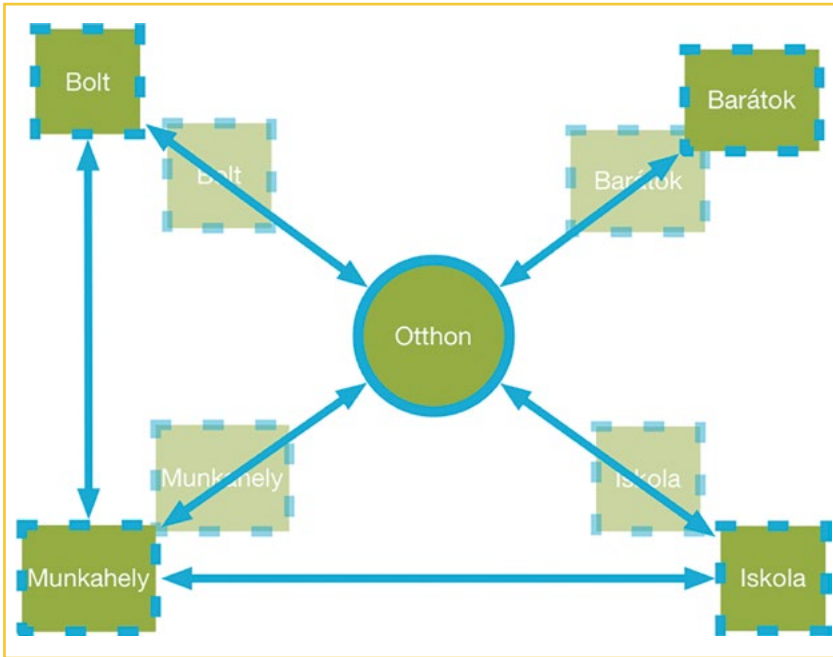 Bolt
Barátok
Bolt
Barátok
Otthon
Munkahely
Iskola
Munkahely
Iskola